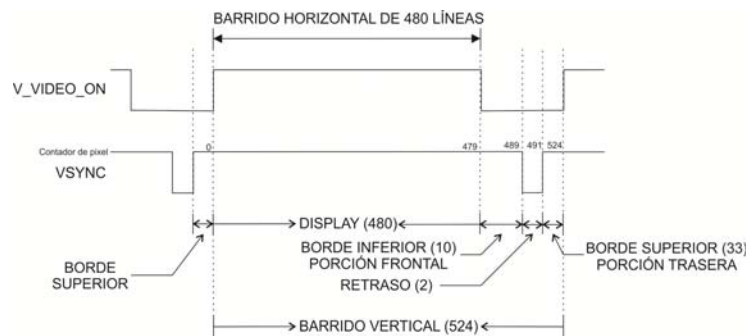 BARRIDO HORIZONTAL DE 480 LÍNEAS
V_VIDEO_ON
Contador de pixel
0
479
489
491
524
VSYNC
DISPLAY (480)
BORDE SUPERIOR
BORDE INFERIOR (10)
PORCIÓN FRONTAL
RETRASO (2)
BORDE SUPERIOR (33)
PORCIÓN TRASERA
BARRIDO VERTICAL (524)